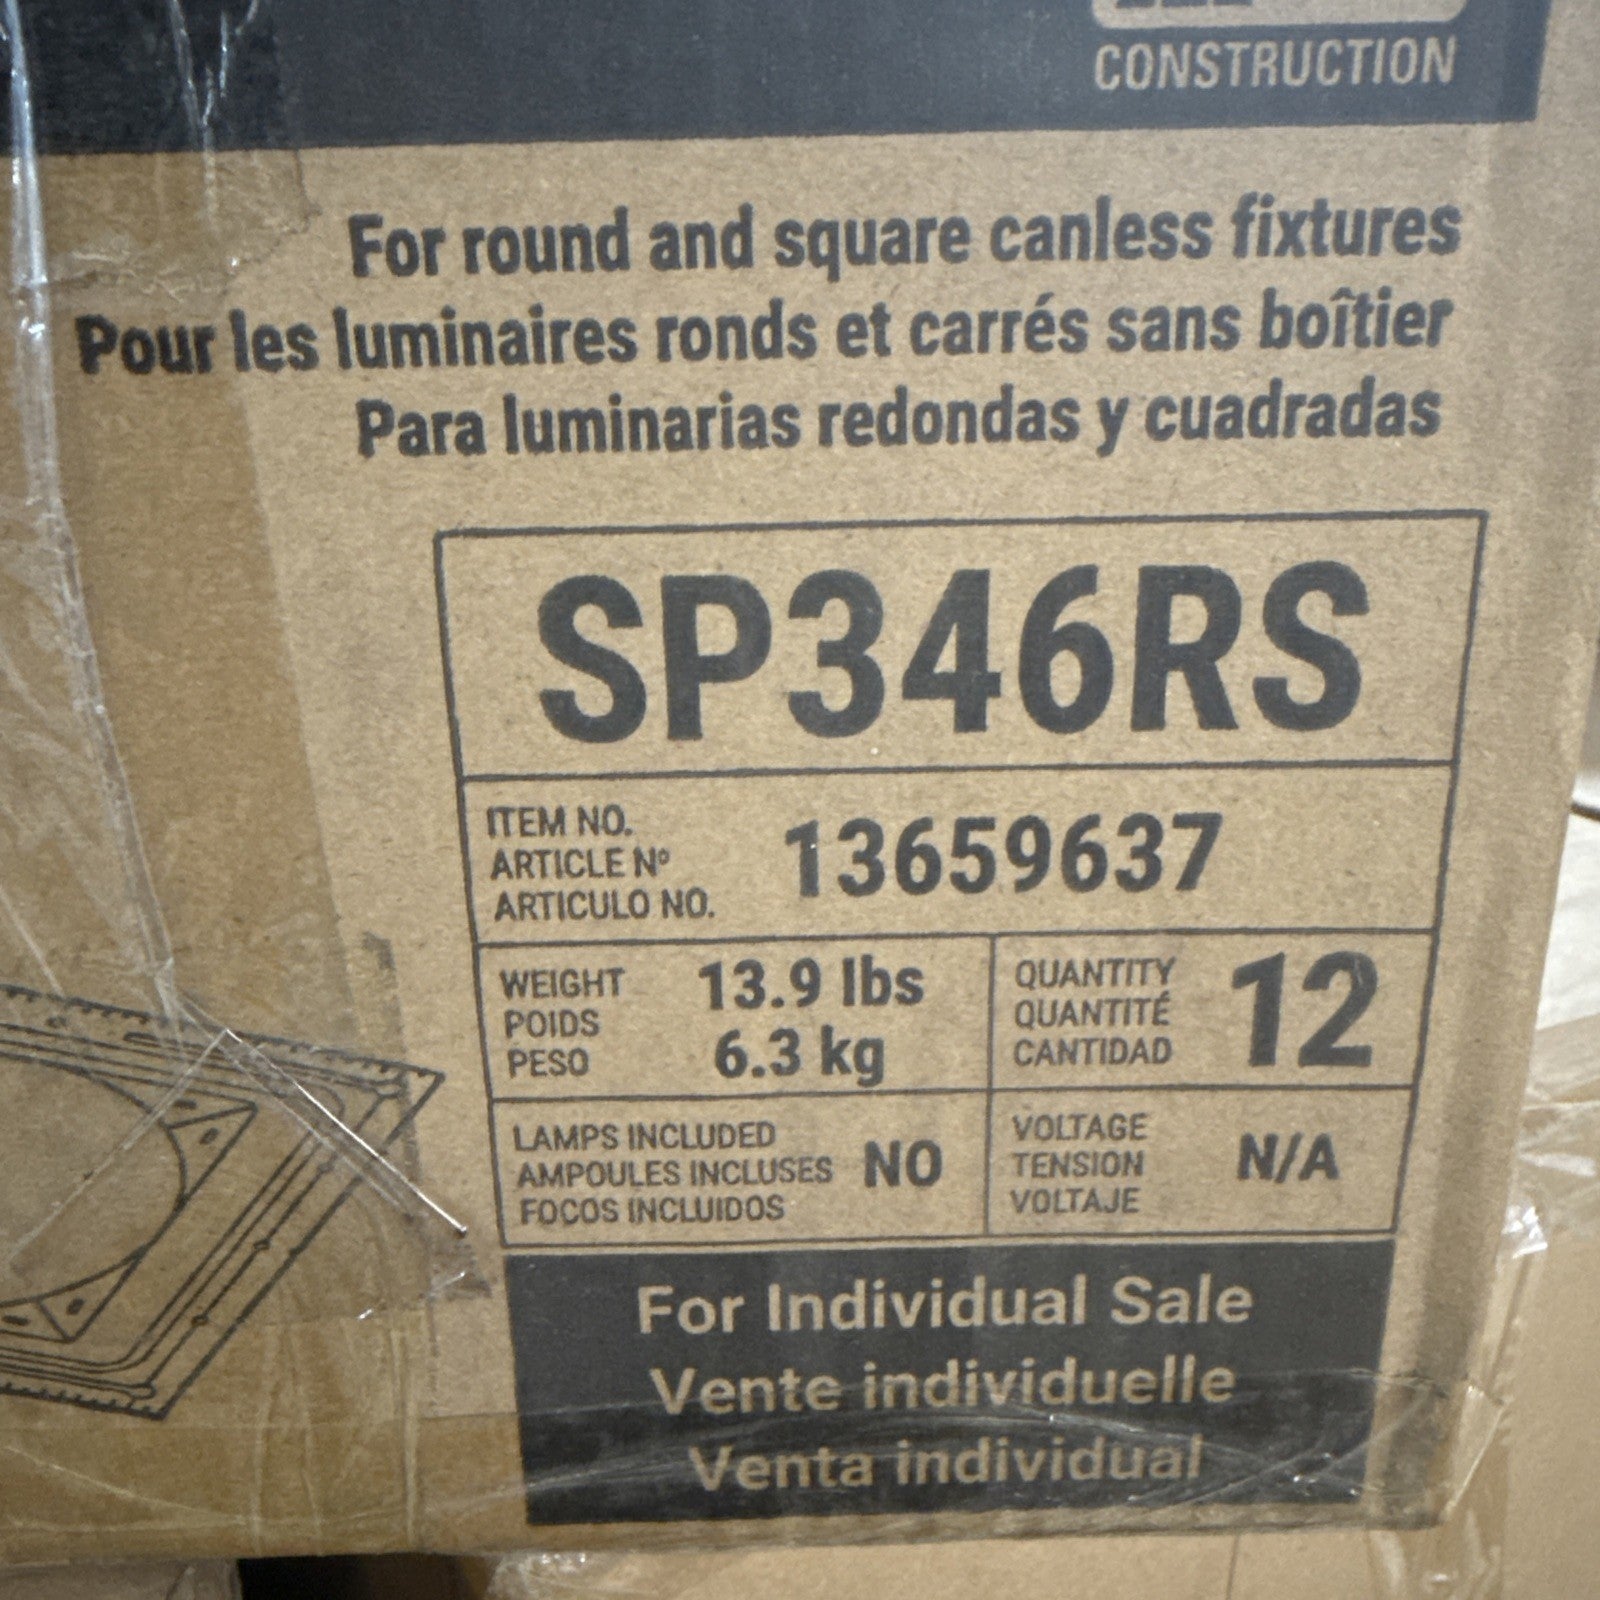 CONSTRUCTION
For round and square canless fixtures
Pour les luminaires ronds et carrés sans boîtier
Para luminarias redondas y cuadradas
SP346RS
ITEM NO.
ARTICLE Nº
ARTICULO NO.
13659637
WEIGHT
POIDS
PESO
13.9 lbs
6.3 kg
QUANTITY
QUANTITÉ
CANTIDAD
12
LAMPS INCLUDED
AMPOULES INCLUSES
FOCOS INCLUIDOS
NO
VOLTAGE
TENSION
VOLTAJE
N/A
For Individual Sale
Vente individuelle
Venta individual